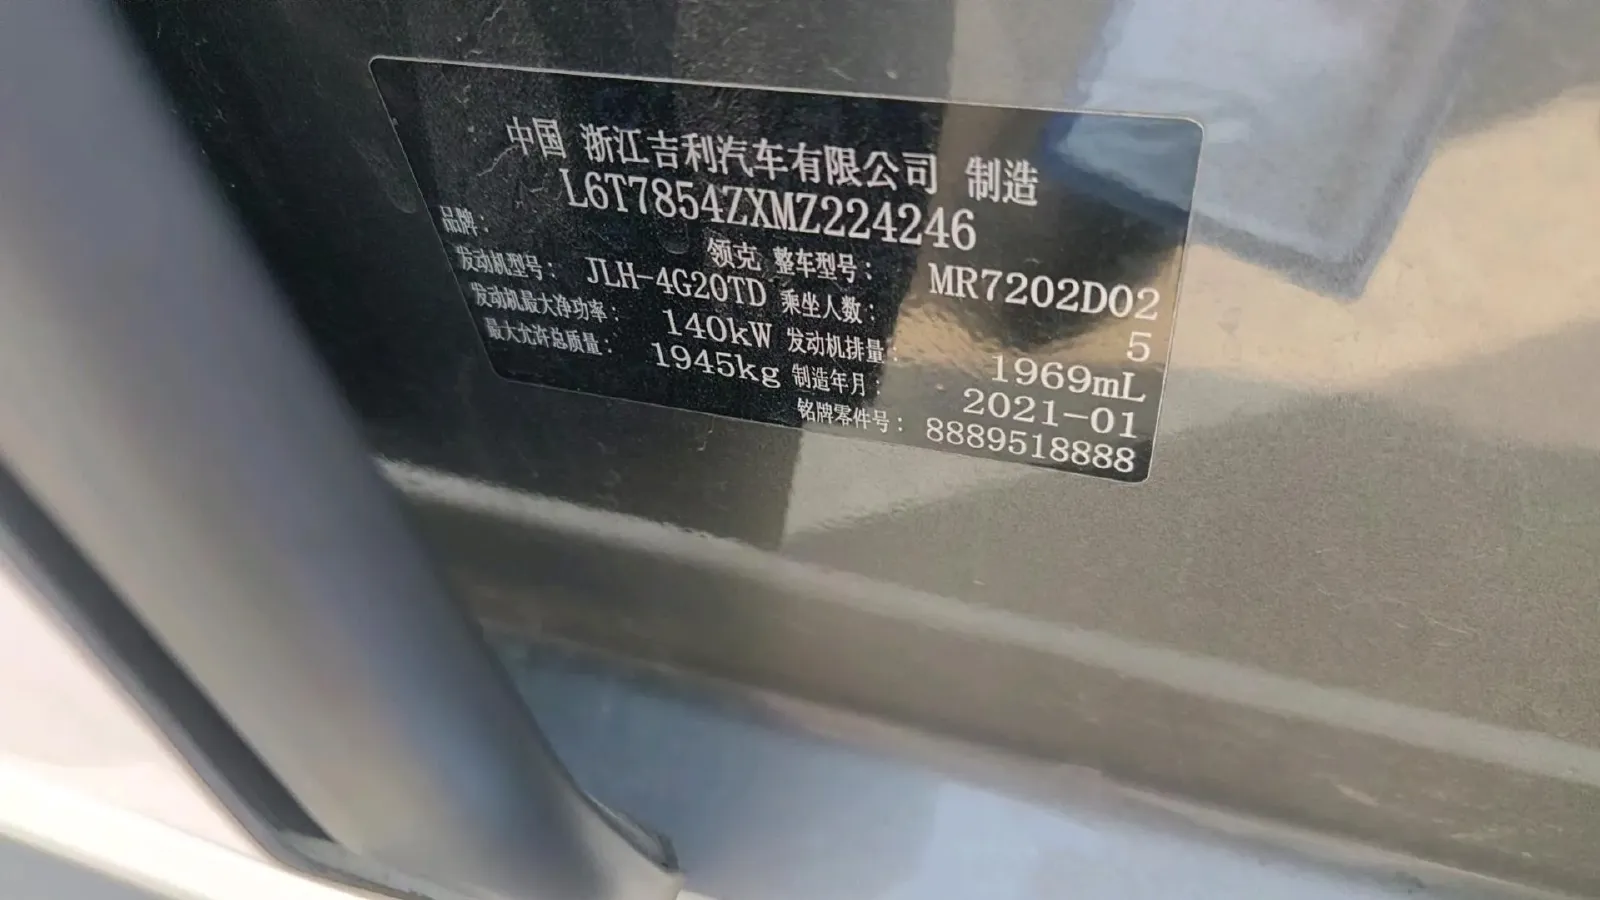 中国 浙江吉利汽车有限公司 制造
L6T7854ZXMZ224246
品牌： 领克 整车型号： MR7202D02
发动机型号： JLH-4G20TD 乘坐人数： 5
发动机最大净功率： 140kW 发动机排量： 1969mL
最大允许总质量： 1945kg 制造年月： 2021-01
铭牌零件号： 8889518888